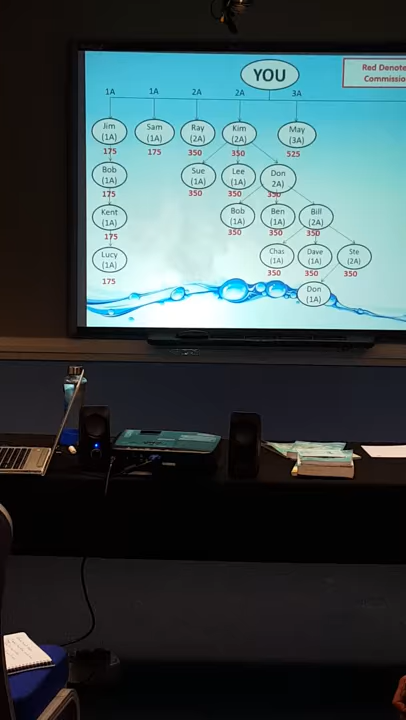 YOU
Red Denote
Commissio
1A 1A 2A 2A 3A
Jim (1A) Sam (1A) Ray (2A) Kim (2A) May (3A)
175 175 350 350 525
Bob (1A) Sue (1A) Lee (1A) Don 2A)
175 350 350 350
Kent (1A) Bob (1A) Ben (1A) Bill (2A)
175 350 350 350
Lucy (1A) Chas (1A) Dave (1A) Ste (2A)
175 350 350 350
Don (1A)